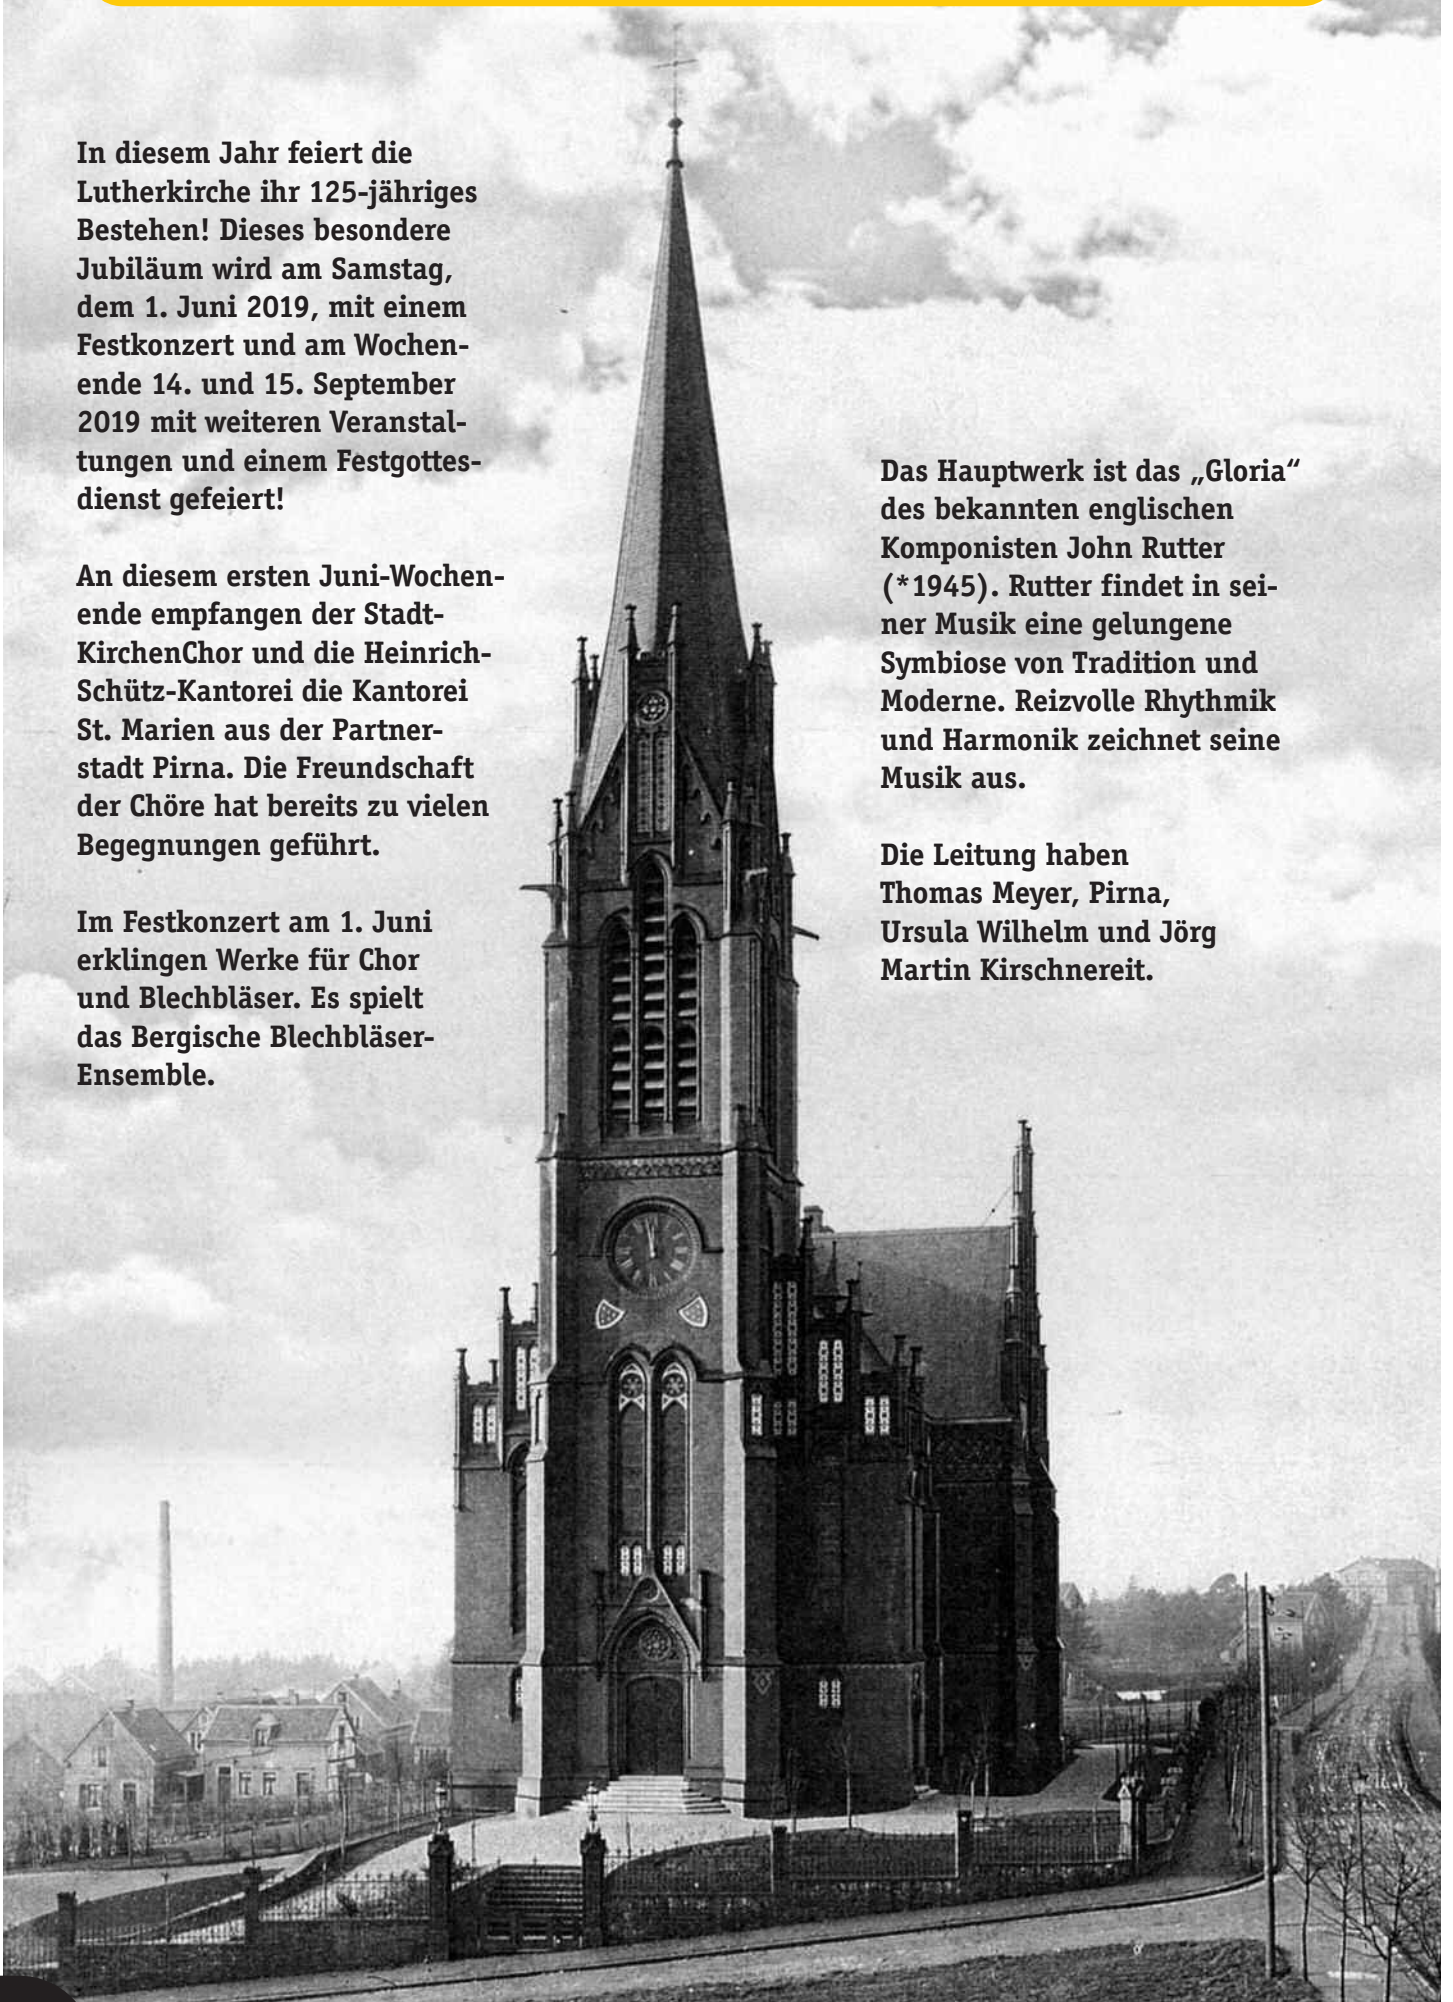 In diesem Jahr feiert die
Lutherkirche ihr 125-jähriges
Bestehen! Dieses besondere
Jubiläum wird am Samstag,
dem 1. Juni 2019, mit einem
Festkonzert und am Wochen-
ende 14. und 15. September
2019 mit weiteren Veranstal-
tungen und einem Festgottes-
dienst gefeiert!
An diesem ersten Juni-Wochen-
ende empfangen der Stadt-
KirchenChor und die Heinrich-
Schütz-Kantorei die Kantorei
St. Marien aus der Partner-
stadt Pirna. Die Freundschaft
der Chöre hat bereits zu vielen
Begegnungen geführt.
Im Festkonzert am 1. Juni
erklingen Werke für Chor
und Blechbläser. Es spielt
das Bergische Blechbläser-
Ensemble.
Das Hauptwerk ist das „Gloria“
des bekannten englischen
Komponisten John Rutter
(*1945). Rutter findet in sei-
ner Musik eine gelungene
Symbiose von Tradition und
Moderne. Reizvolle Rhythmik
und Harmonik zeichnet seine
Musik aus.
Die Leitung haben
Thomas Meyer, Pirna,
Ursula Wilhelm und Jörg
Martin Kirschnereit.